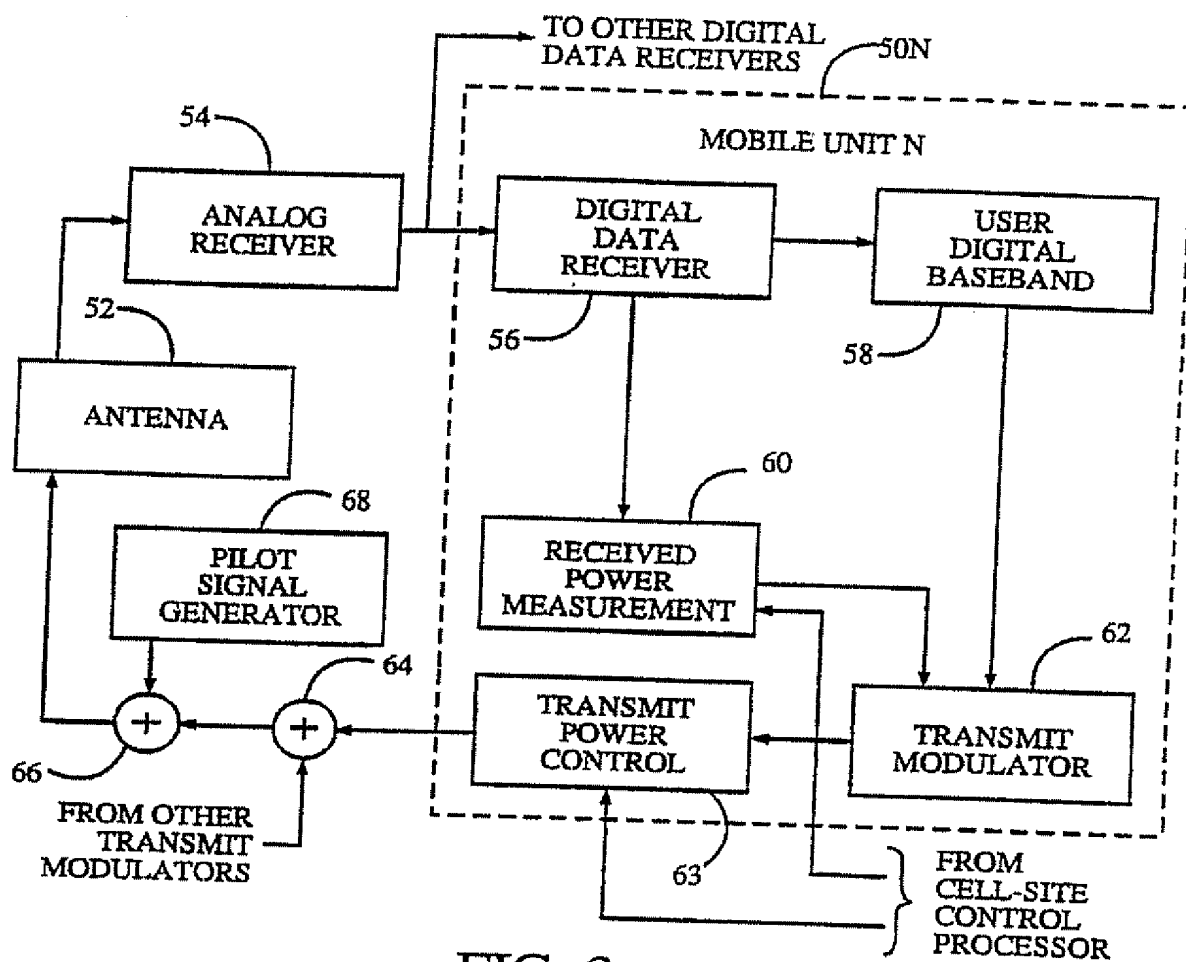 TO OTHER DIGITAL
DATA RECEIVERS
50N
54
MOBILE UNIT N
ANALOG
RECEIVER
DIGITAL
DATA
RECEIVER
USER
DIGITAL
BASEBAND
52
56
58
ANTENNA
60
68
PILOT
SIGNAL
GENERATOR
RECEIVED
POWER
MEASUREMENT
62
64
+
+
TRANSMIT
POWER
CONTROL
TRANSMIT
MODULATOR
66
FROM OTHER
TRANSMIT
MODULATORS
63
FROM
CELL-SITE
CONTROL
PROCESSOR